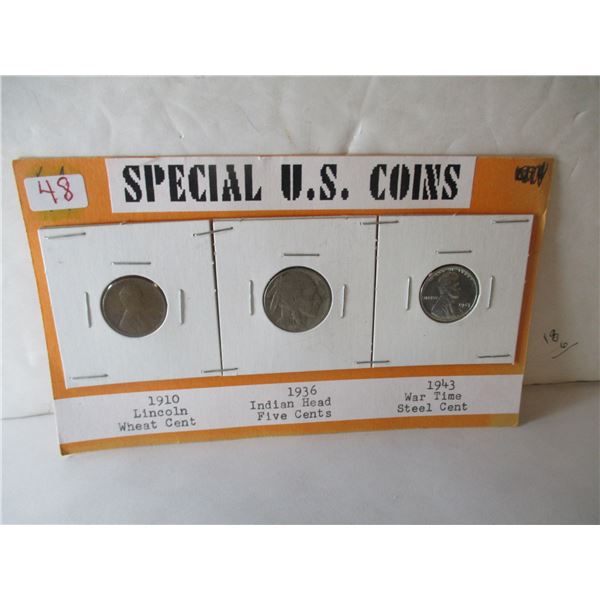 48
SPECIAL U.S. COINS
1910
Lincoln
Wheat Cent
1936
Indian Head
Five Cents
1943
War Time
Steel Cent